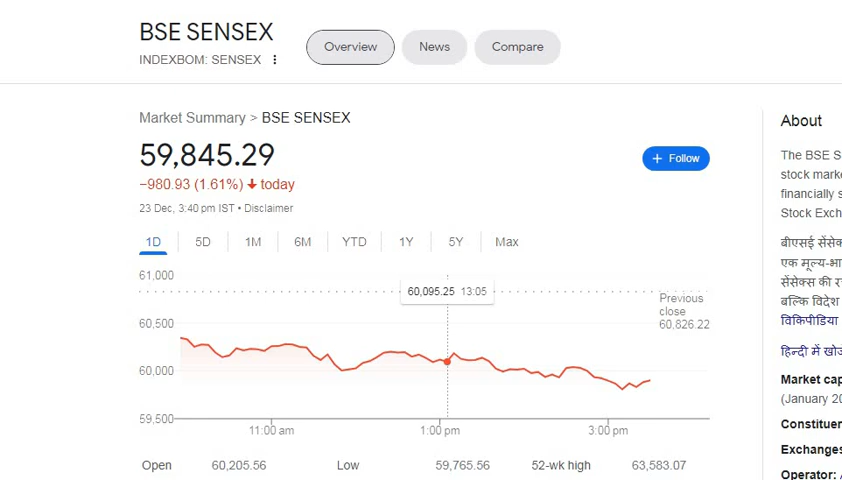 BSE SENSEX
INDEXBOM: SENSEX
Overview
News
Compare
Market Summary > BSE SENSEX
59,845.29
−980.93 (1.61%) today
23 Dec, 3:40 pm IST • Disclaimer
+ Follow
1D 5D 1M 6M YTD 1Y 5Y Max
61,000
60,500
60,000
59,500
60,095.25 13:05
Previous
close
60,826.22
11:00 am 1:00 pm 3:00 pm
Open 60,205.56 Low 59,765.56 52-wk high 63,583.07
About
The BSE S
stock mark
financially s
Stock Exch
बीएसई सेंसेक्
एक मूल्य-भा
सेंसेक्स की
बल्कि विदेश
विकिपीडिया
हिन्दी में
Market cap
(January 20
Constituen
Exchanges
Operator: